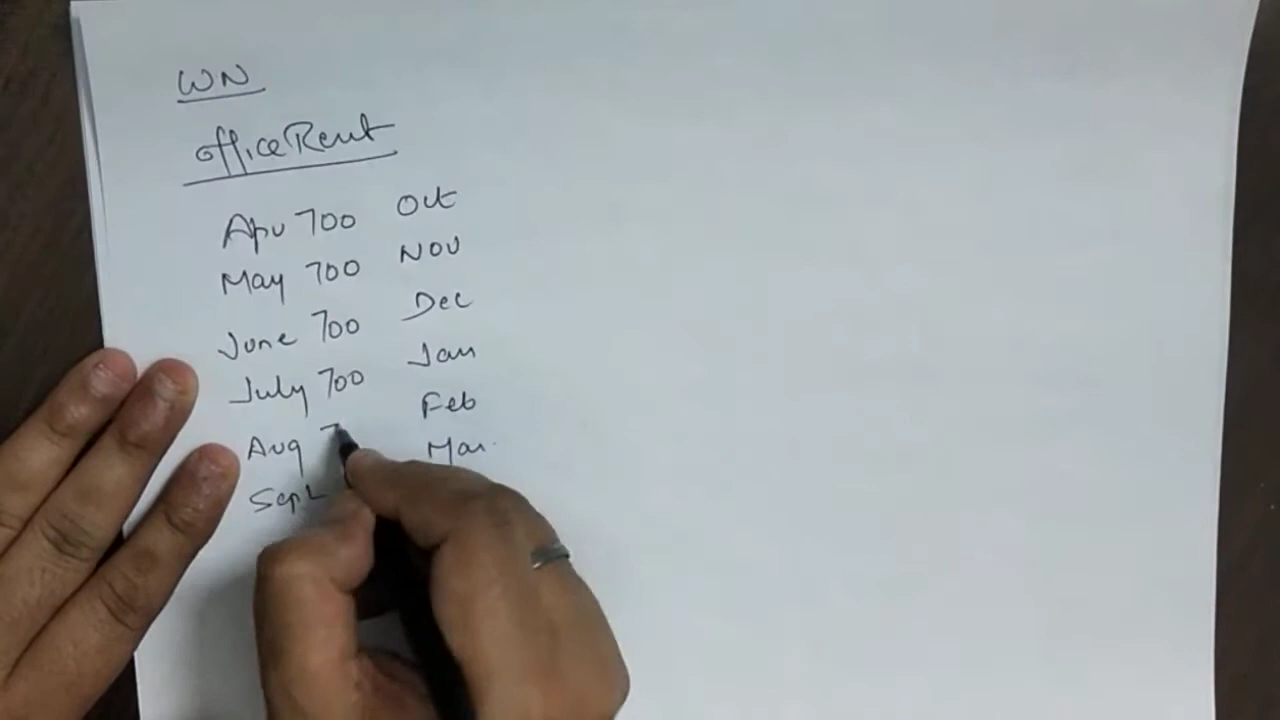 WN
Office Rent
Apr 700 Oct
May 700 Nov
June 700 Dec
July 700 Jan
Aug 7 Feb
Sept Mar